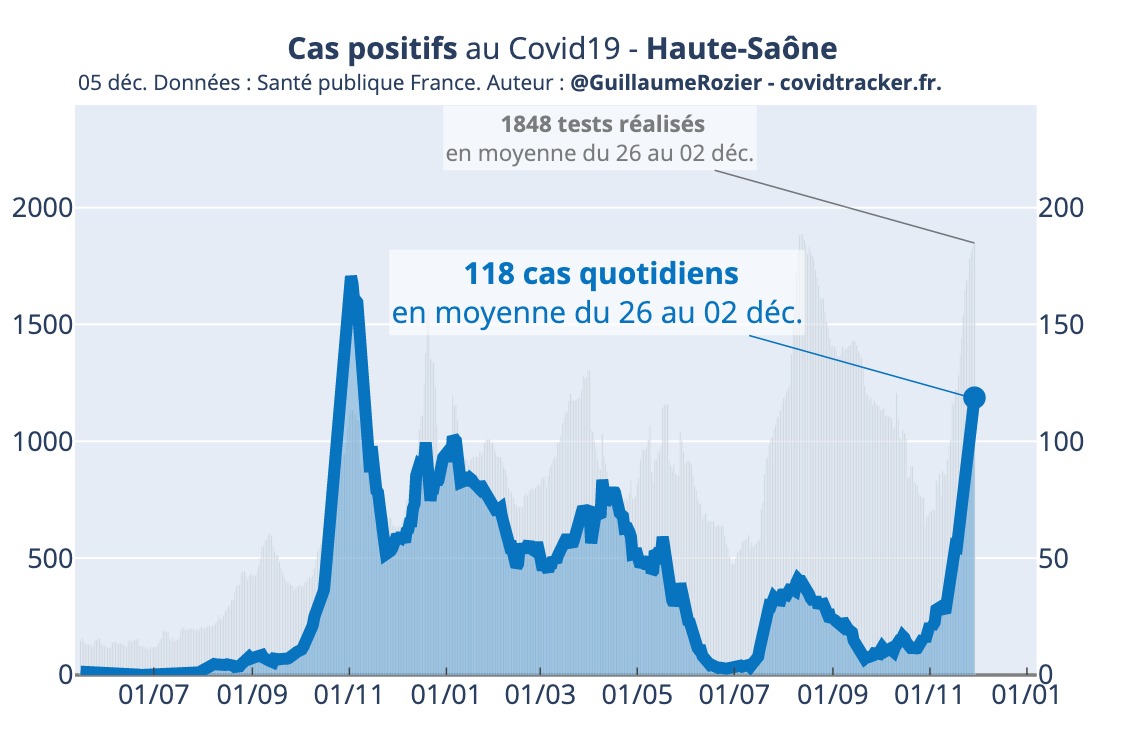 Cas positifs au Covid19 - Haute-Saône
05 déc. Données : Santé publique France. Auteur : @GuillaumeRozier - covidtracker.fr.
1848 tests réalisés
en moyenne du 26 au 02 déc.
2000
200
118 cas quotidiens
en moyenne du 26 au 02 déc.
1500
150
1000
100
500
50
0
0
01/07 01/09 01/11 01/01 01/03 01/05 01/07 01/09 01/11 01/01